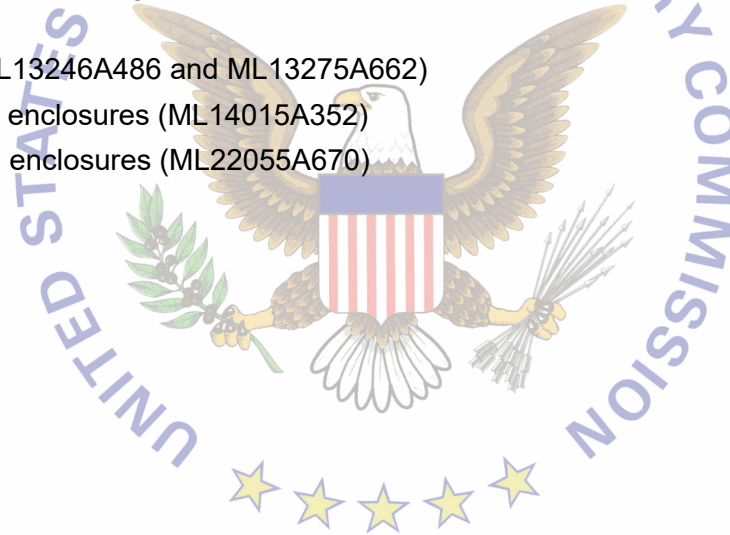 L13246A486 and ML13275A662)
enclosures (ML14015A352)
enclosures (ML22055A670)
UNITED STATES
Y COMMISSION